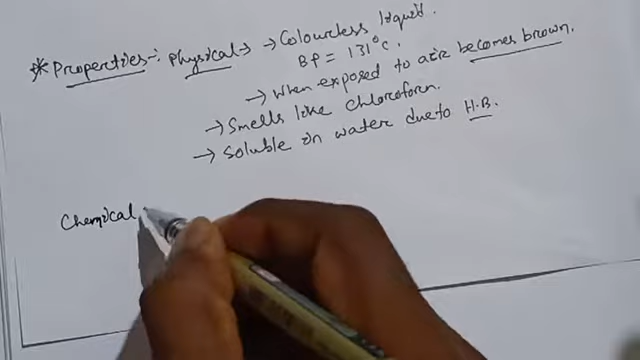 ** Properties -: Physical → → Colourless liquid.
BP = 131°C.
→ When exposed to air becomes brown.
→ Smells like Chloroform.
→ Soluble in water due to H.B.
Chemical